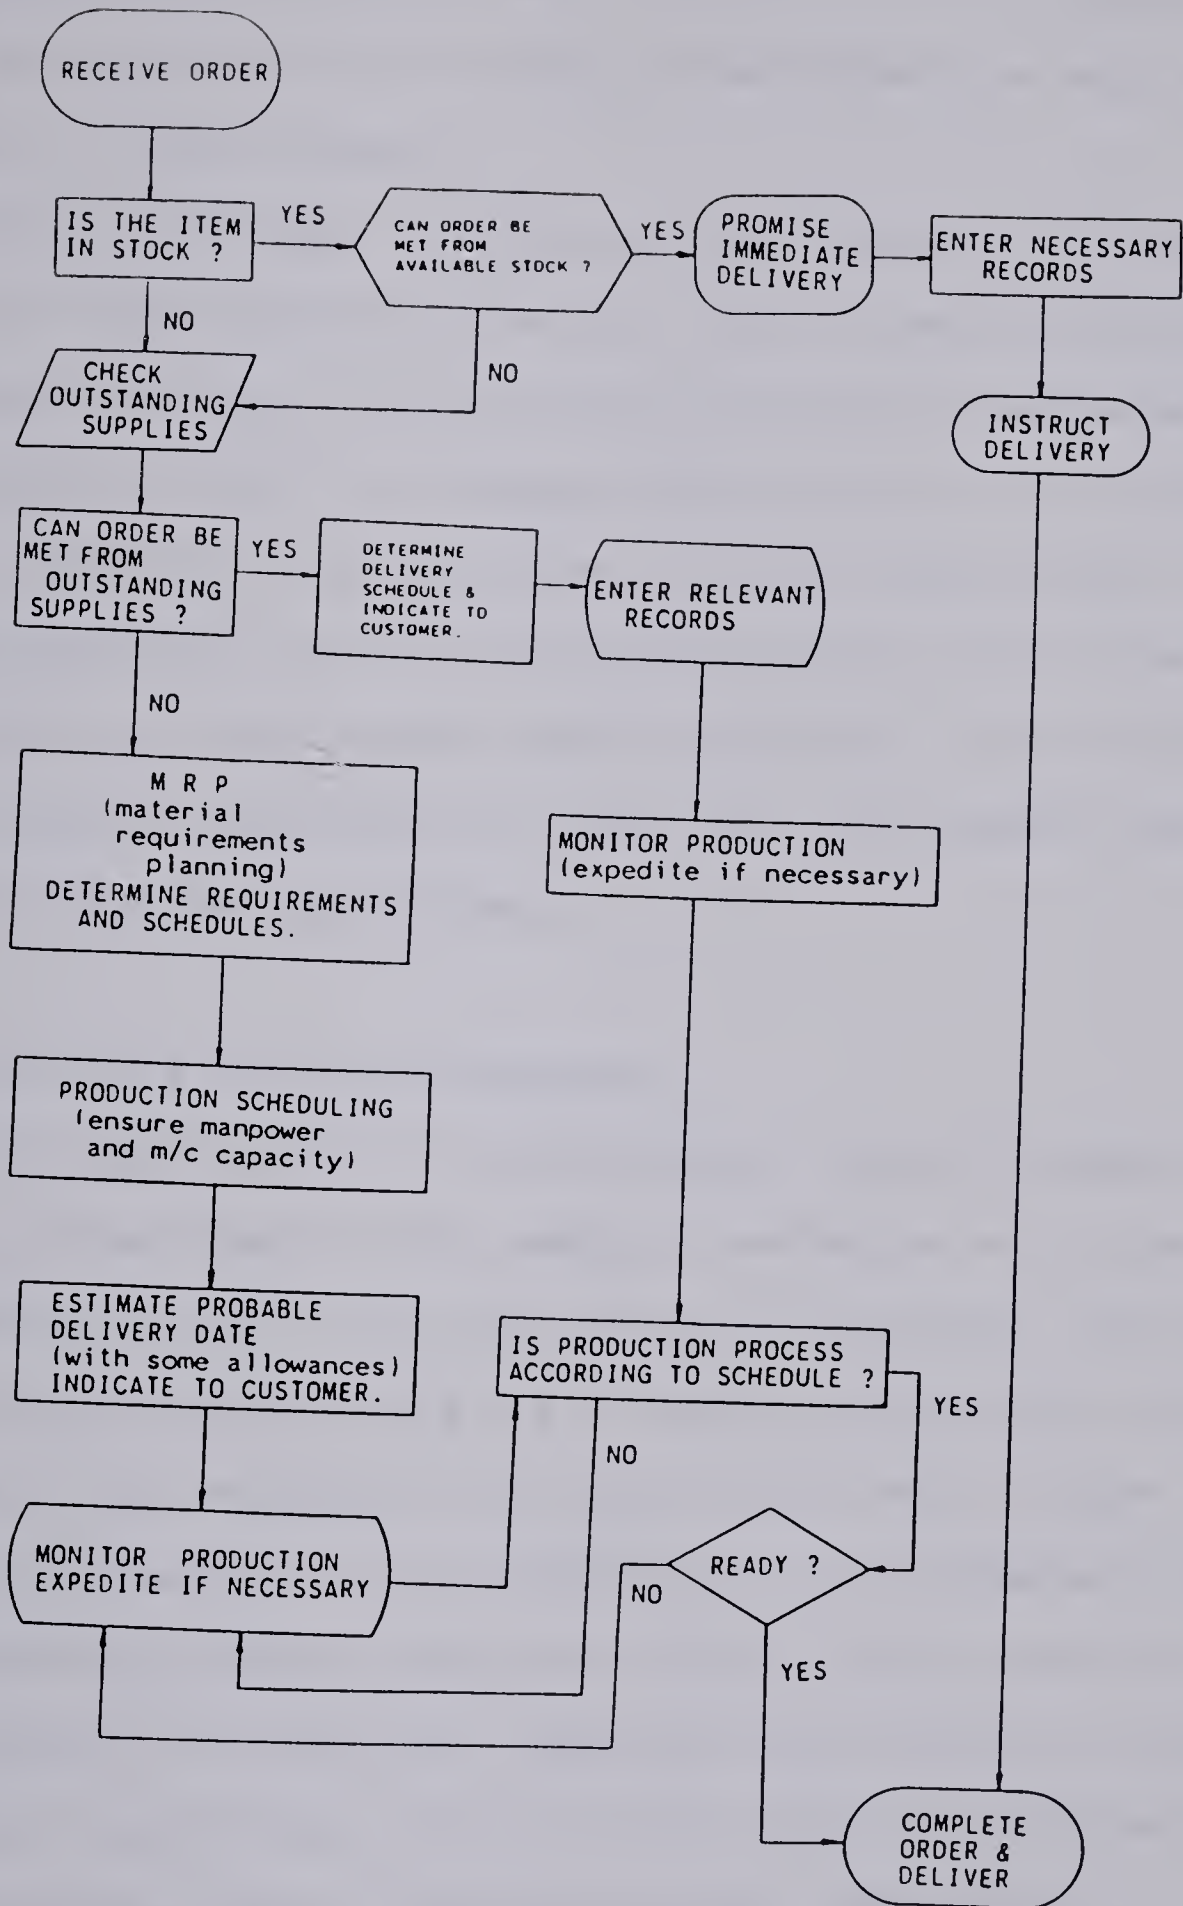 RECEIVE ORDER
IS THE ITEM
IN STOCK ?
YES
CAN ORDER BE
MET FROM
AVAILABLE STOCK ?
YES
PROMISE
IMMEDIATE
DELIVERY
ENTER NECESSARY
RECORDS
NO
NO
CHECK
OUTSTANDING
SUPPLIES
INSTRUCT
DELIVERY
CAN ORDER BE
MET FROM
OUTSTANDING
SUPPLIES ?
YES
DETERMINE
DELIVERY
SCHEDULE &
INDICATE TO
CUSTOMER.
ENTER RELEVANT
RECORDS
NO
M R P
(material
requirements
planning)
DETERMINE REQUIREMENTS
AND SCHEDULES.
MONITOR PRODUCTION
(expedite if necessary)
PRODUCTION SCHEDULING
(ensure manpower
and m/c capacity)
ESTIMATE PROBABLE
DELIVERY DATE
(with some allowances)
INDICATE TO CUSTOMER.
IS PRODUCTION PROCESS
ACCORDING TO SCHEDULE ?
YES
NO
MONITOR PRODUCTION
EXPEDITE IF NECESSARY
READY ?
NO
YES
COMPLETE
ORDER &
DELIVER